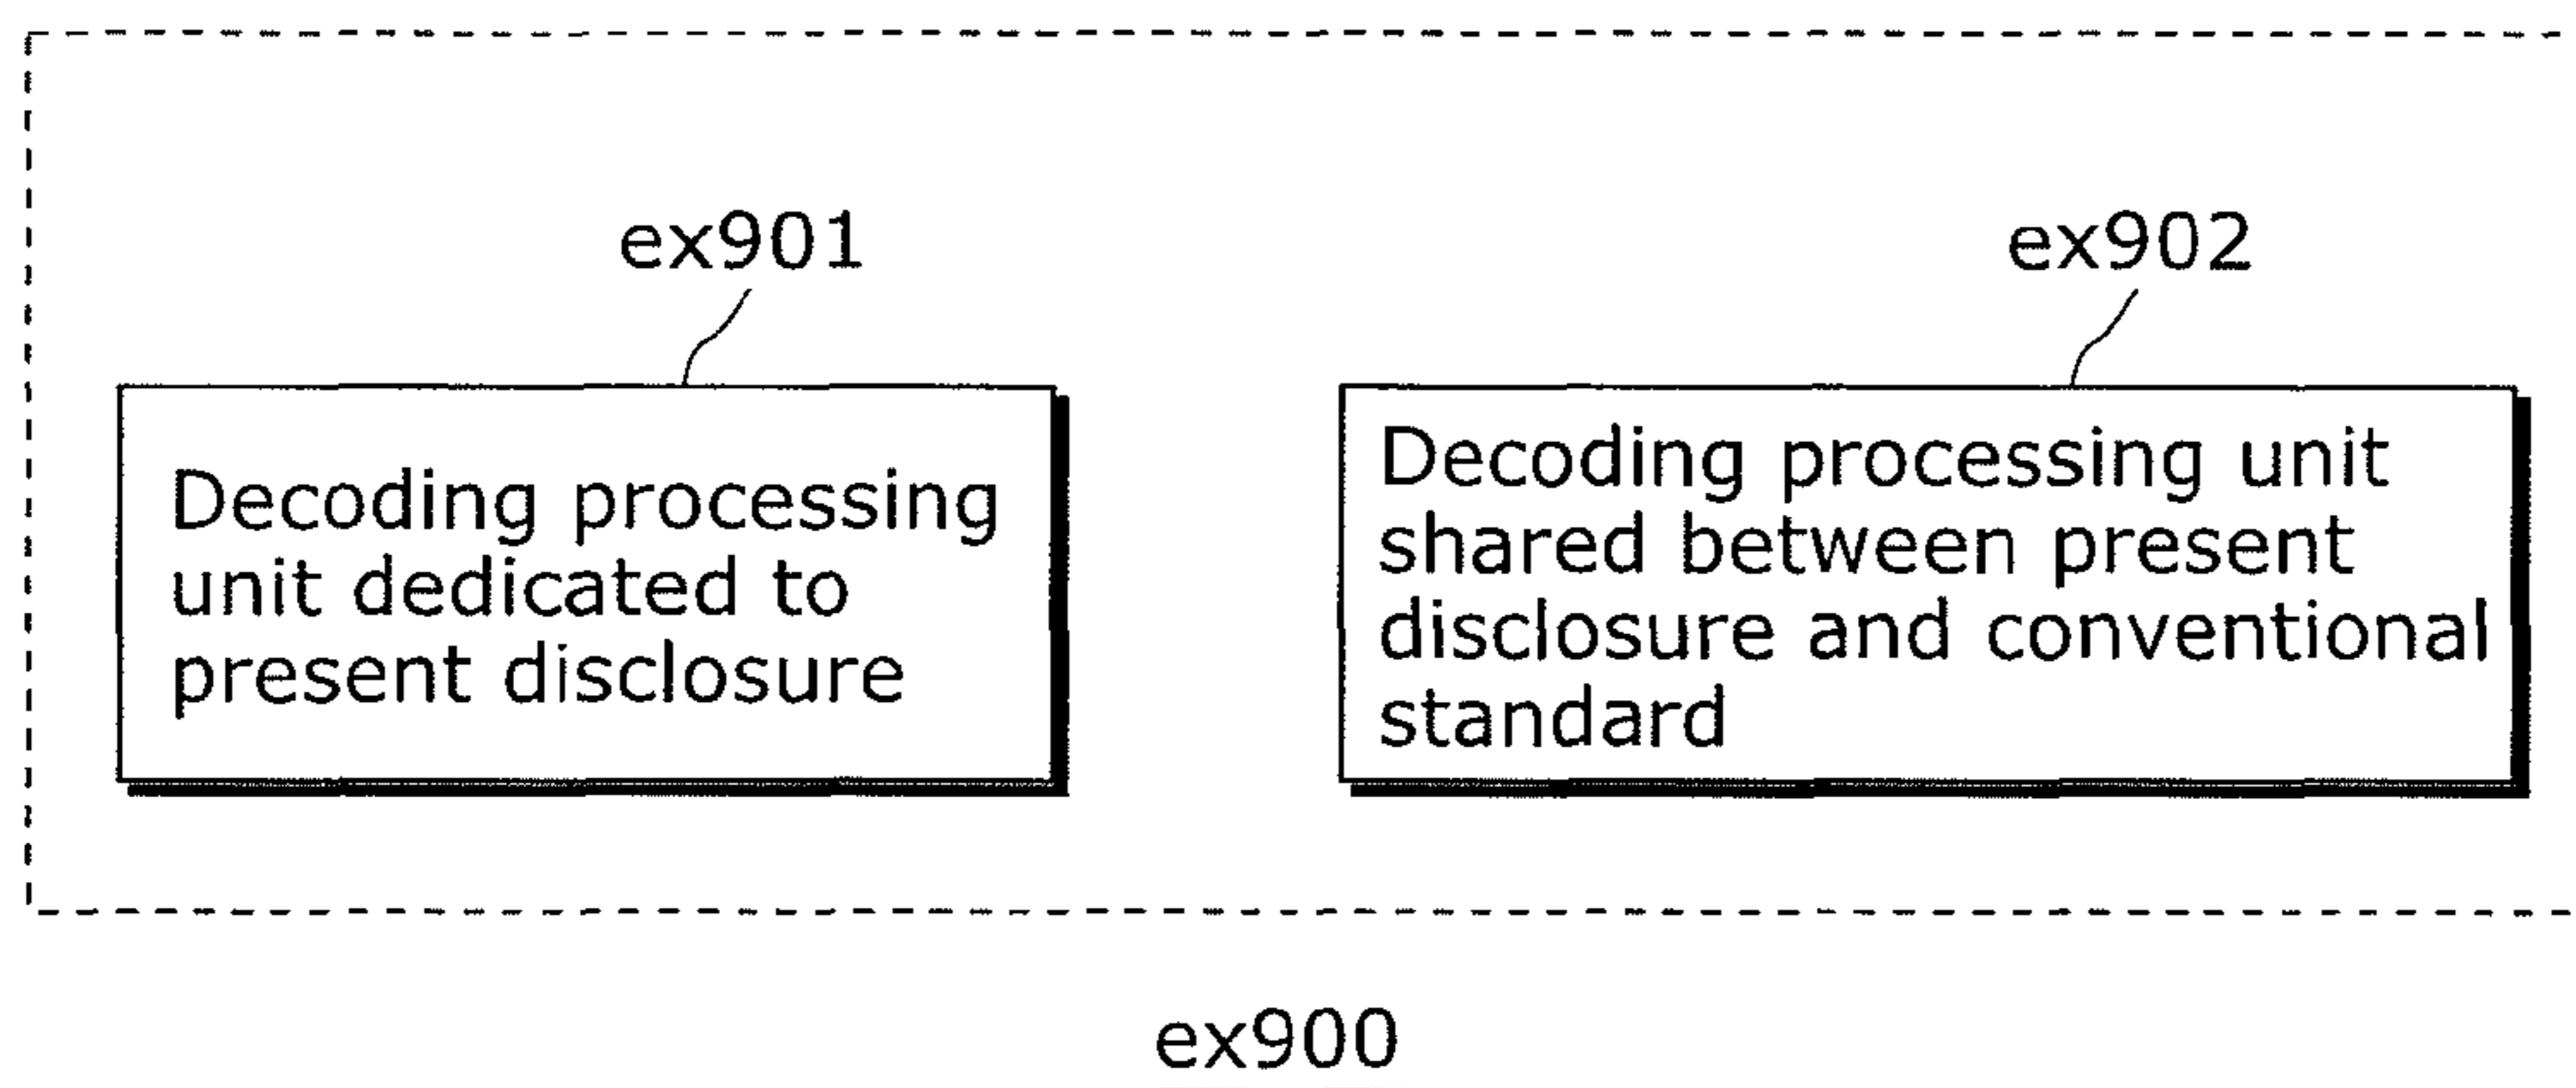 ex901
ex902
Decoding processing
unit dedicated to
present disclosure
Decoding processing unit
shared between present
disclosure and conventional
standard
ex900